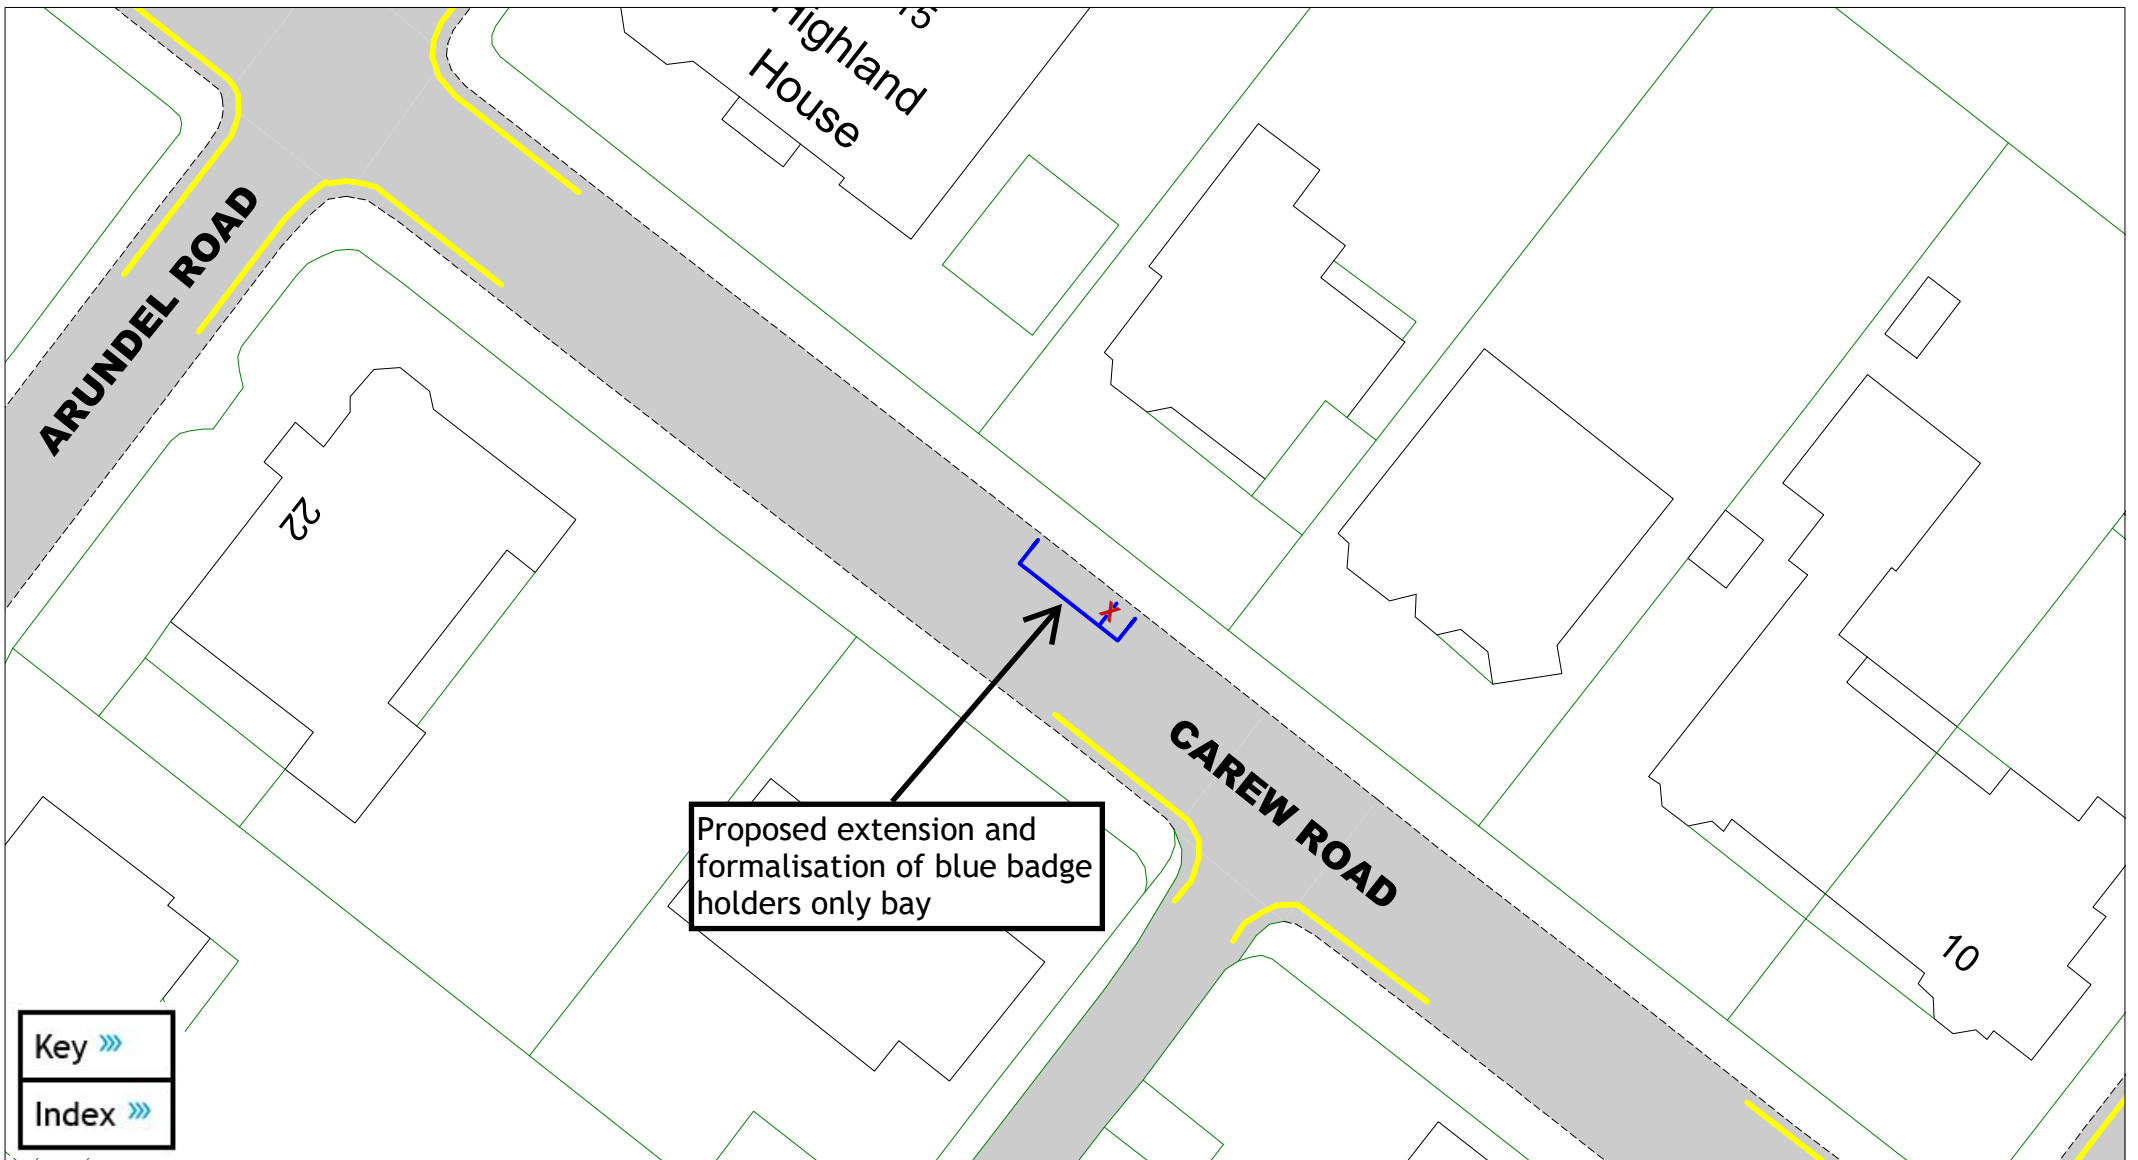 15
Highland
House
ARUNDEL ROAD
22
CAREW ROAD
Proposed extension and
formalisation of blue badge
holders only bay
10
Key
Index